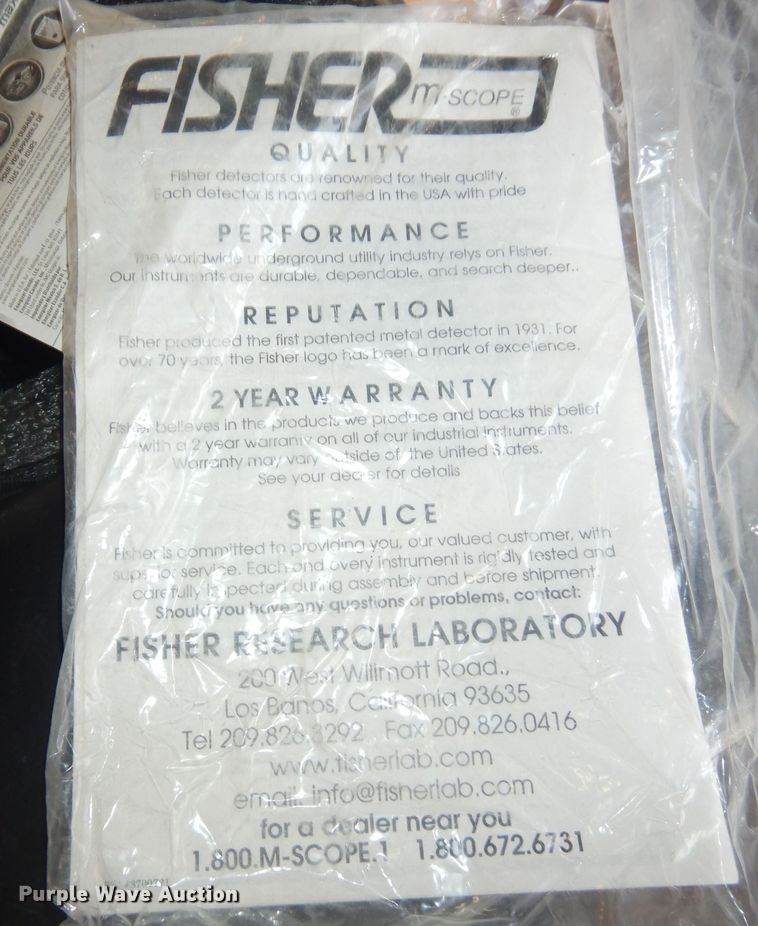 FISHER m-SCOPE ®
QUALITY
Fisher detectors are renowned for their quality.
Each detector is hand crafted in the USA with pride
PERFORMANCE
The worldwide underground utility industry relies on Fisher.
Our instruments are durable, dependable, and search deeper..
REPUTATION
Fisher produced the first patented metal detector in 1931. For
over 70 years, the Fisher logo has been a mark of excellence.
2 YEAR WARRANTY
Fisher believes in the products we produce and backs this belief
with a 2 year warranty on all of our industrial instruments.
Warranty may vary outside of the United States.
See your dealer for details
SERVICE
Fisher is committed to providing you, our valued customer, with
superior service. Each and every instrument is rigidly tested and
carefully inspected during assembly and before shipment.
Should you have any questions or problems, contact:
FISHER RESEARCH LABORATORY
200 West Willmott Road.,
Los Banos, California 93635
Tel 209.826.3292 Fax 209.826.0416
www.fisherlab.com
email: info@fisherlab.com
for a dealer near you
1.800.M-SCOPE.1 1.800.672.6731
Purple Wave Auction